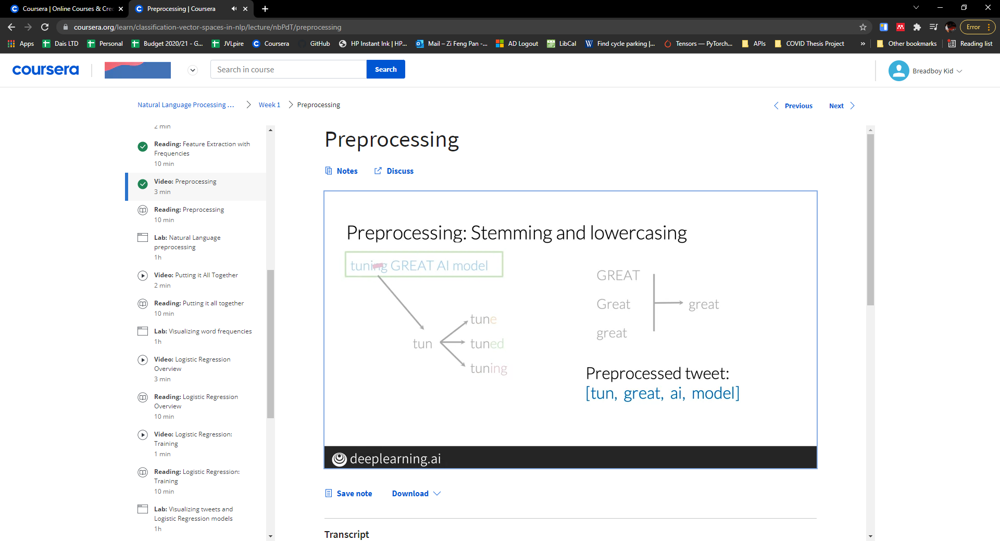 Coursera | Online Courses & Cre
Preprocessing | Coursera
coursera.org/learn/classification-vector-spaces-in-nlp/lecture/nbPdT/preprocessing
Error
Apps
Dais LTD
Personal
Budget 2020/21 - G...
JVLpire
Coursera
GitHub
HP Instant Ink | HP...
Mail – Zi Feng Pan -...
AD Logout
LibCal
Find cycle parking |...
Tensors — PyTorch...
APIs
COVID Thesis Project
»
Other bookmarks
Reading list
coursera
Search in course
Search
Breadboy Kid
Natural Language Processing ...
Week 1
Preprocessing
Previous
Next
2 min
Reading: Feature Extraction with
Frequencies
10 min
Video: Preprocessing
3 min
Reading: Preprocessing
10 min
Lab: Natural Language
preprocessing
1h
Video: Putting it All Together
2 min
Reading: Putting it all together
10 min
Lab: Visualizing word frequencies
1h
Video: Logistic Regression
Overview
3 min
Reading: Logistic Regression
Overview
10 min
Video: Logistic Regression:
Training
1 min
Reading: Logistic Regression:
Training
10 min
Lab: Visualizing tweets and
Logistic Regression models
1h
Preprocessing
Notes
Discuss
Preprocessing: Stemming and lowercasing
tuning GREAT AI model
tun
tune
tuned
tuning
GREAT
Great
great
great
Preprocessed tweet:
[tun, great, ai, model]
deeplearning.ai
Save note
Download
Transcript